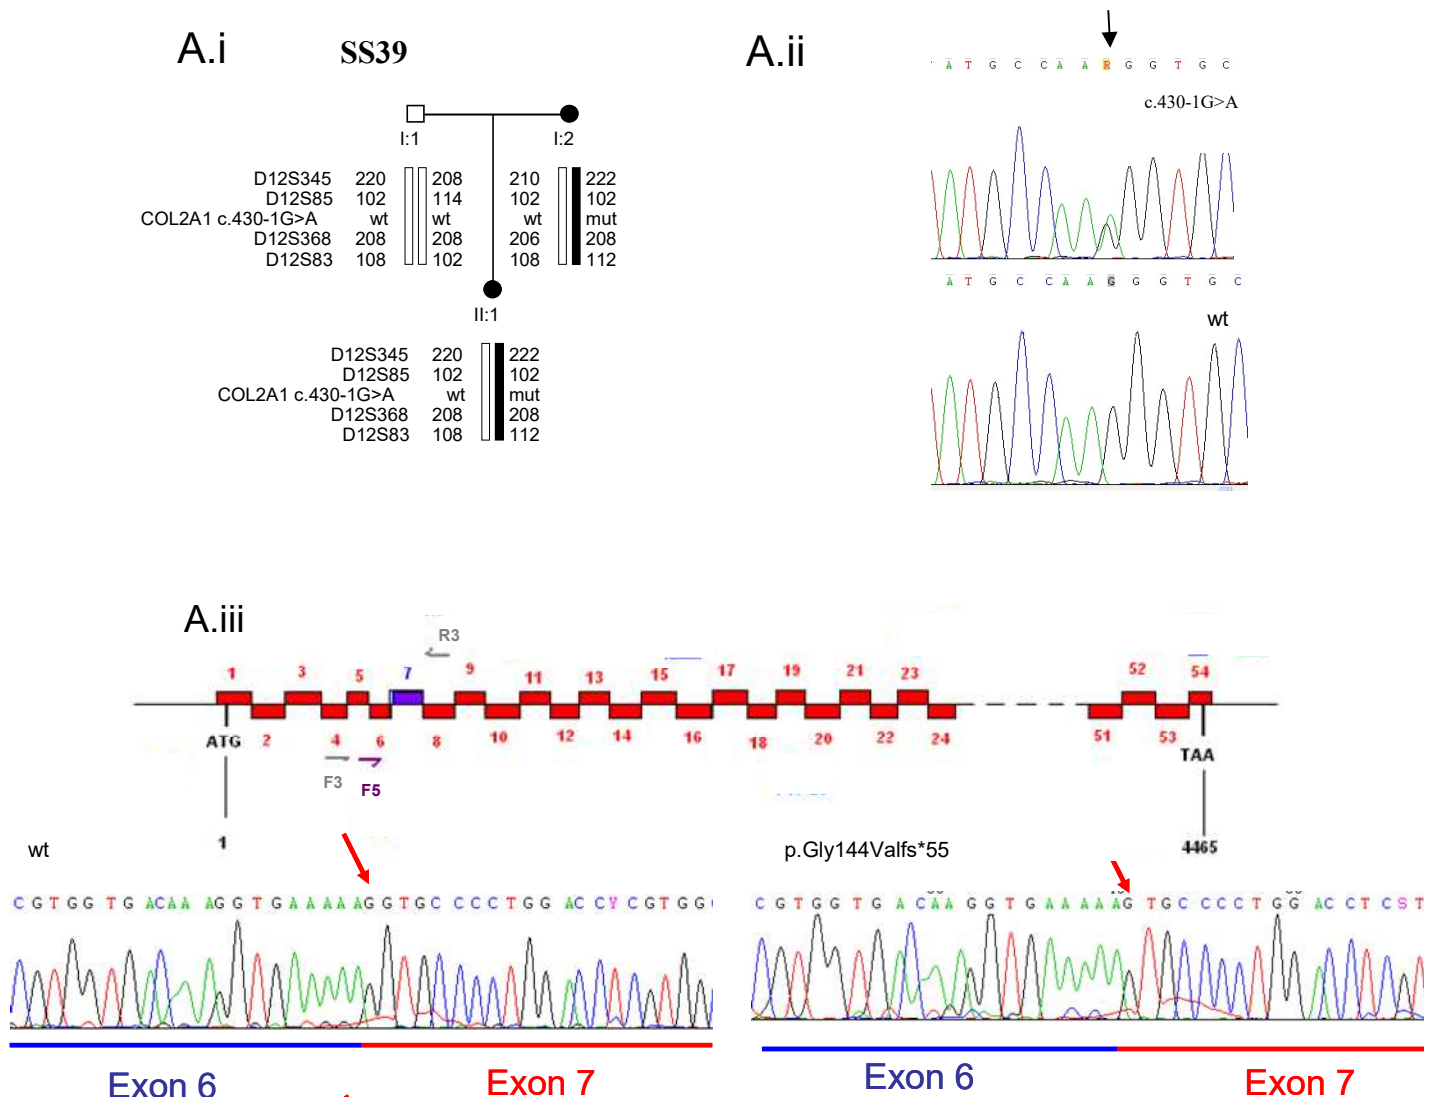 A.i
SS39
I:1
I:2
D12S345 220 208 210 222
D12S85 102 114 102 102
COL2A1 c.430-1G>A wt wt wt mut
D12S368 208 208 206 208
D12S83 108 102 108 112
II:1
D12S345 220 222
D12S85 102 102
COL2A1 c.430-1G>A wt mut
D12S368 208 208
D12S83 108 112
A.ii
A T G C C A A R G G T G C
c.430-1G>A
A T G C C A A G G G T G C
wt
A.iii
R3
1 3 5 7 9 11 13 15 17 19 21 23 52 54
2 4 6 8 10 12 14 16 18 20 22 24 51 53
ATG
TAA
F3
F5
1
4465
wt
C G T G G T G A C A A A G G T G A A A A A G G T G C C C C T G G A C C Y C G T G G
Exon 6
Exon 7
p.Gly144Valfs*55
C G T G G T G A C A A G G T G A A A A A G T G C C C C T G G A C C T C S T
Exon 6
Exon 7